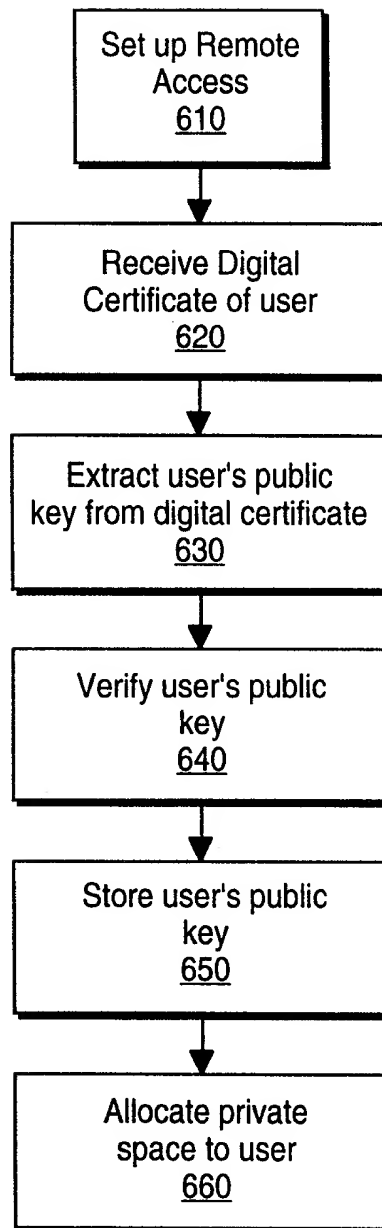 Set up Remote
Access
610
Receive Digital
Certificate of user
620
Extract user's public
key from digital certificate
630
Verify user's public
key
640
Store user's public
key
650
Allocate private
space to user
660